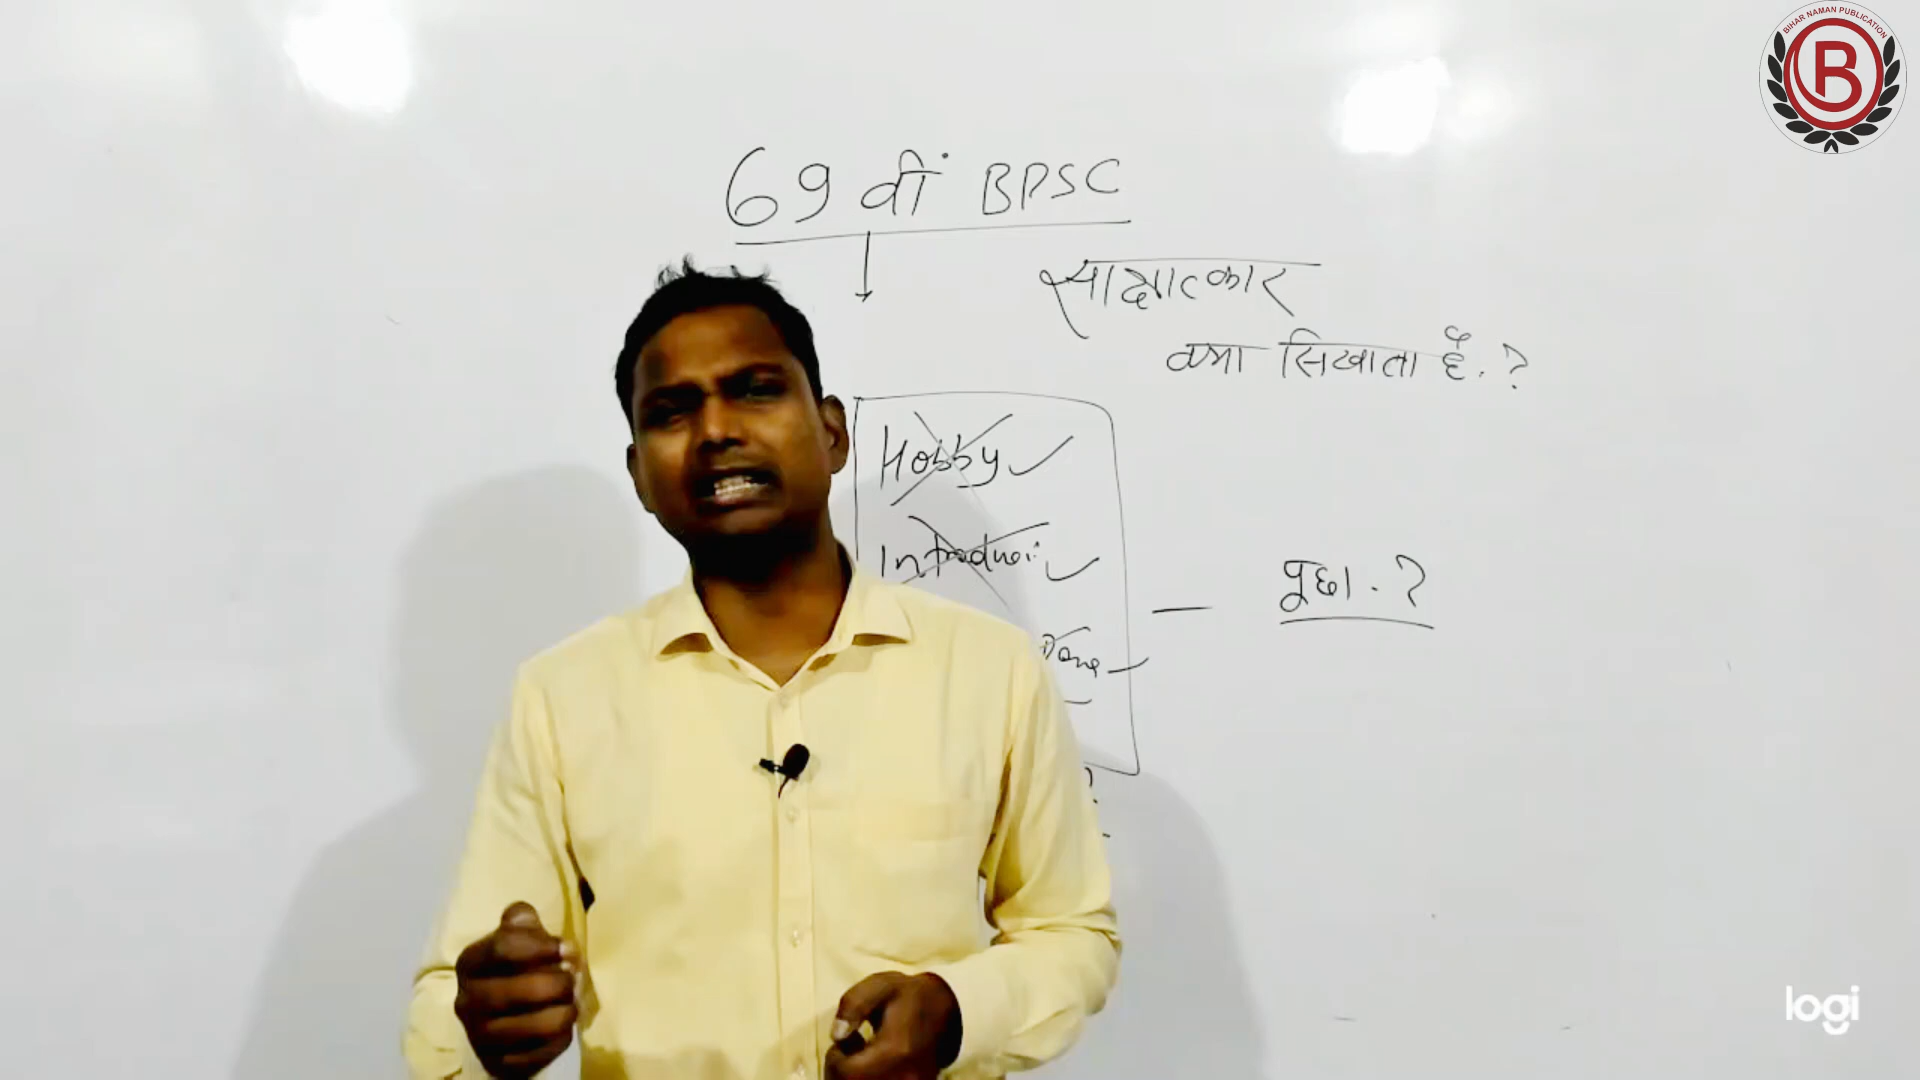 BIHAR NAMAN PUBLICATION
B
69 वीं BPSC
साक्षात्कार
क्या सिखाता है.?
Hobby
पूछा.?
logi